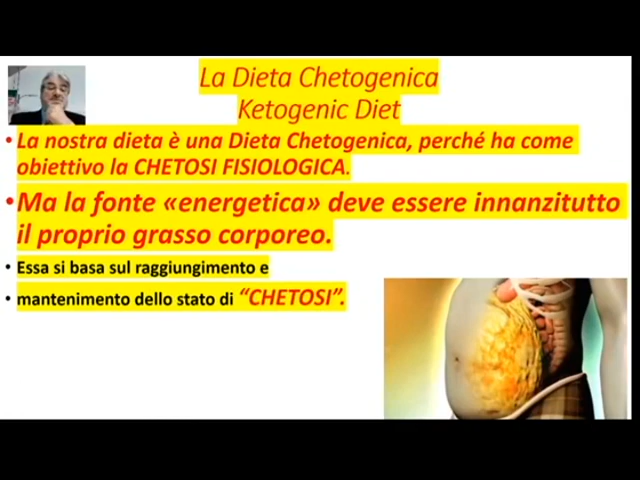 La Dieta Chetogenica
Ketogenic Diet
• La nostra dieta è una Dieta Chetogenica, perché ha come
obiettivo la CHETOSI FISIOLOGICA.
• Ma la fonte «energetica» deve essere innanzitutto
il proprio grasso corporeo.
• Essa si basa sul raggiungimento e
• mantenimento dello stato di “CHETOSI”.